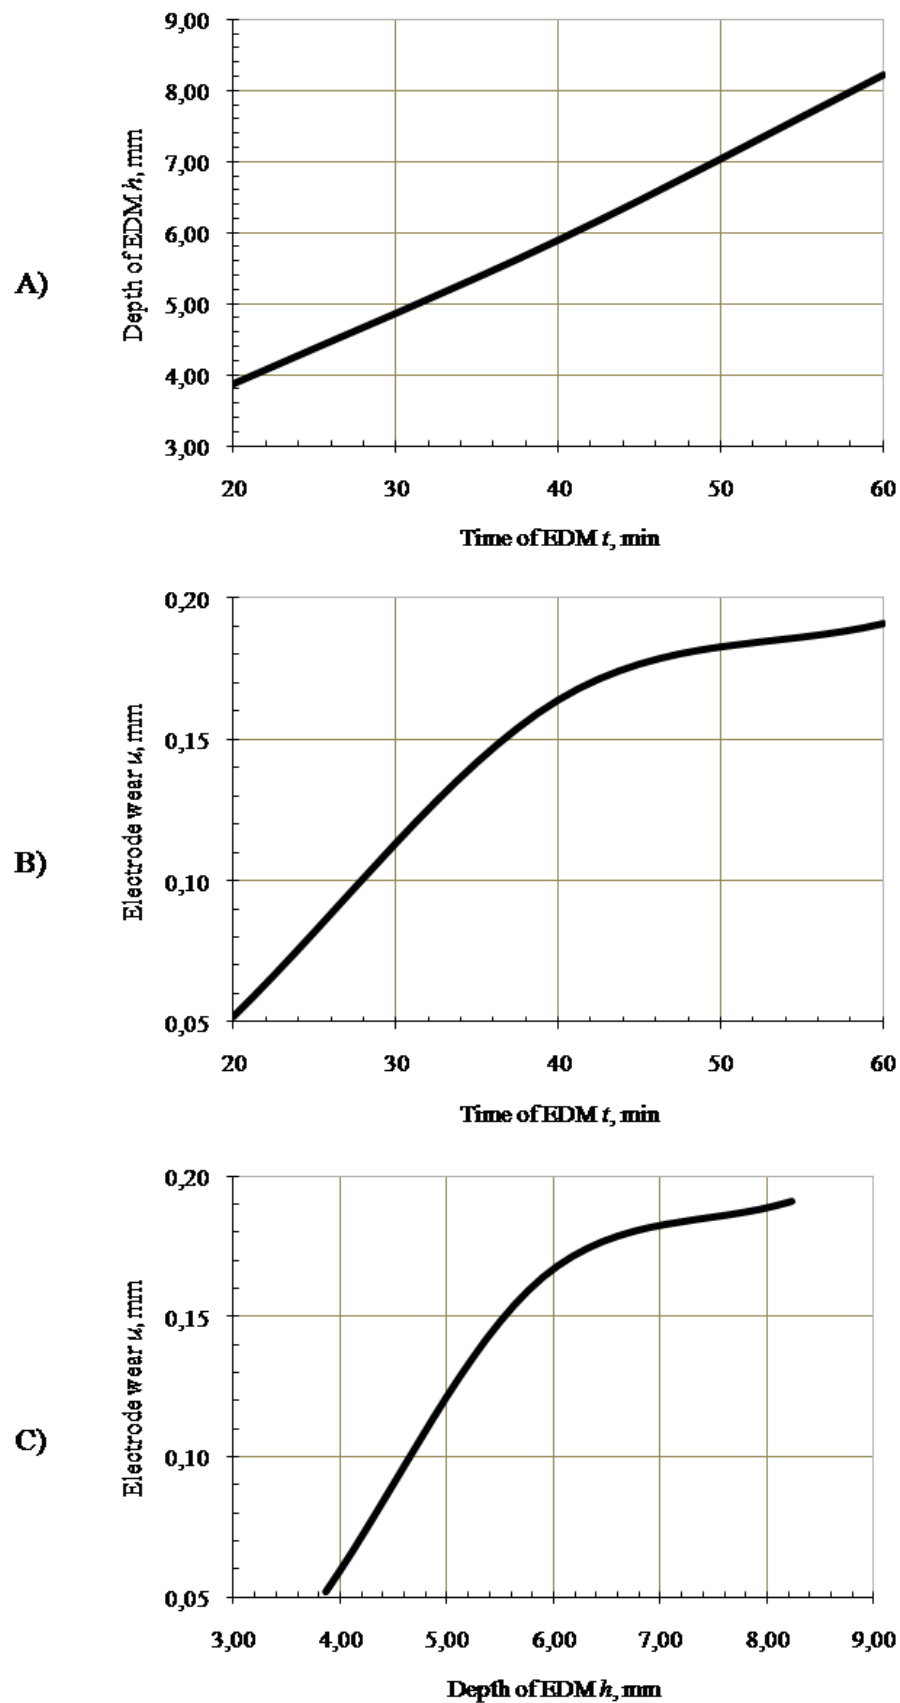 A)
Depth of EDM h, mm
9,00
8,00
7,00
6,00
5,00
4,00
3,00
20 30 40 50 60
Time of EDM t, min
B)
Electrode wear u, mm
0,20
0,15
0,10
0,05
20 30 40 50 60
Time of EDM t, min
C)
Electrode wear u, mm
0,20
0,15
0,10
0,05
3,00 4,00 5,00 6,00 7,00 8,00 9,00
Depth of EDM h, mm